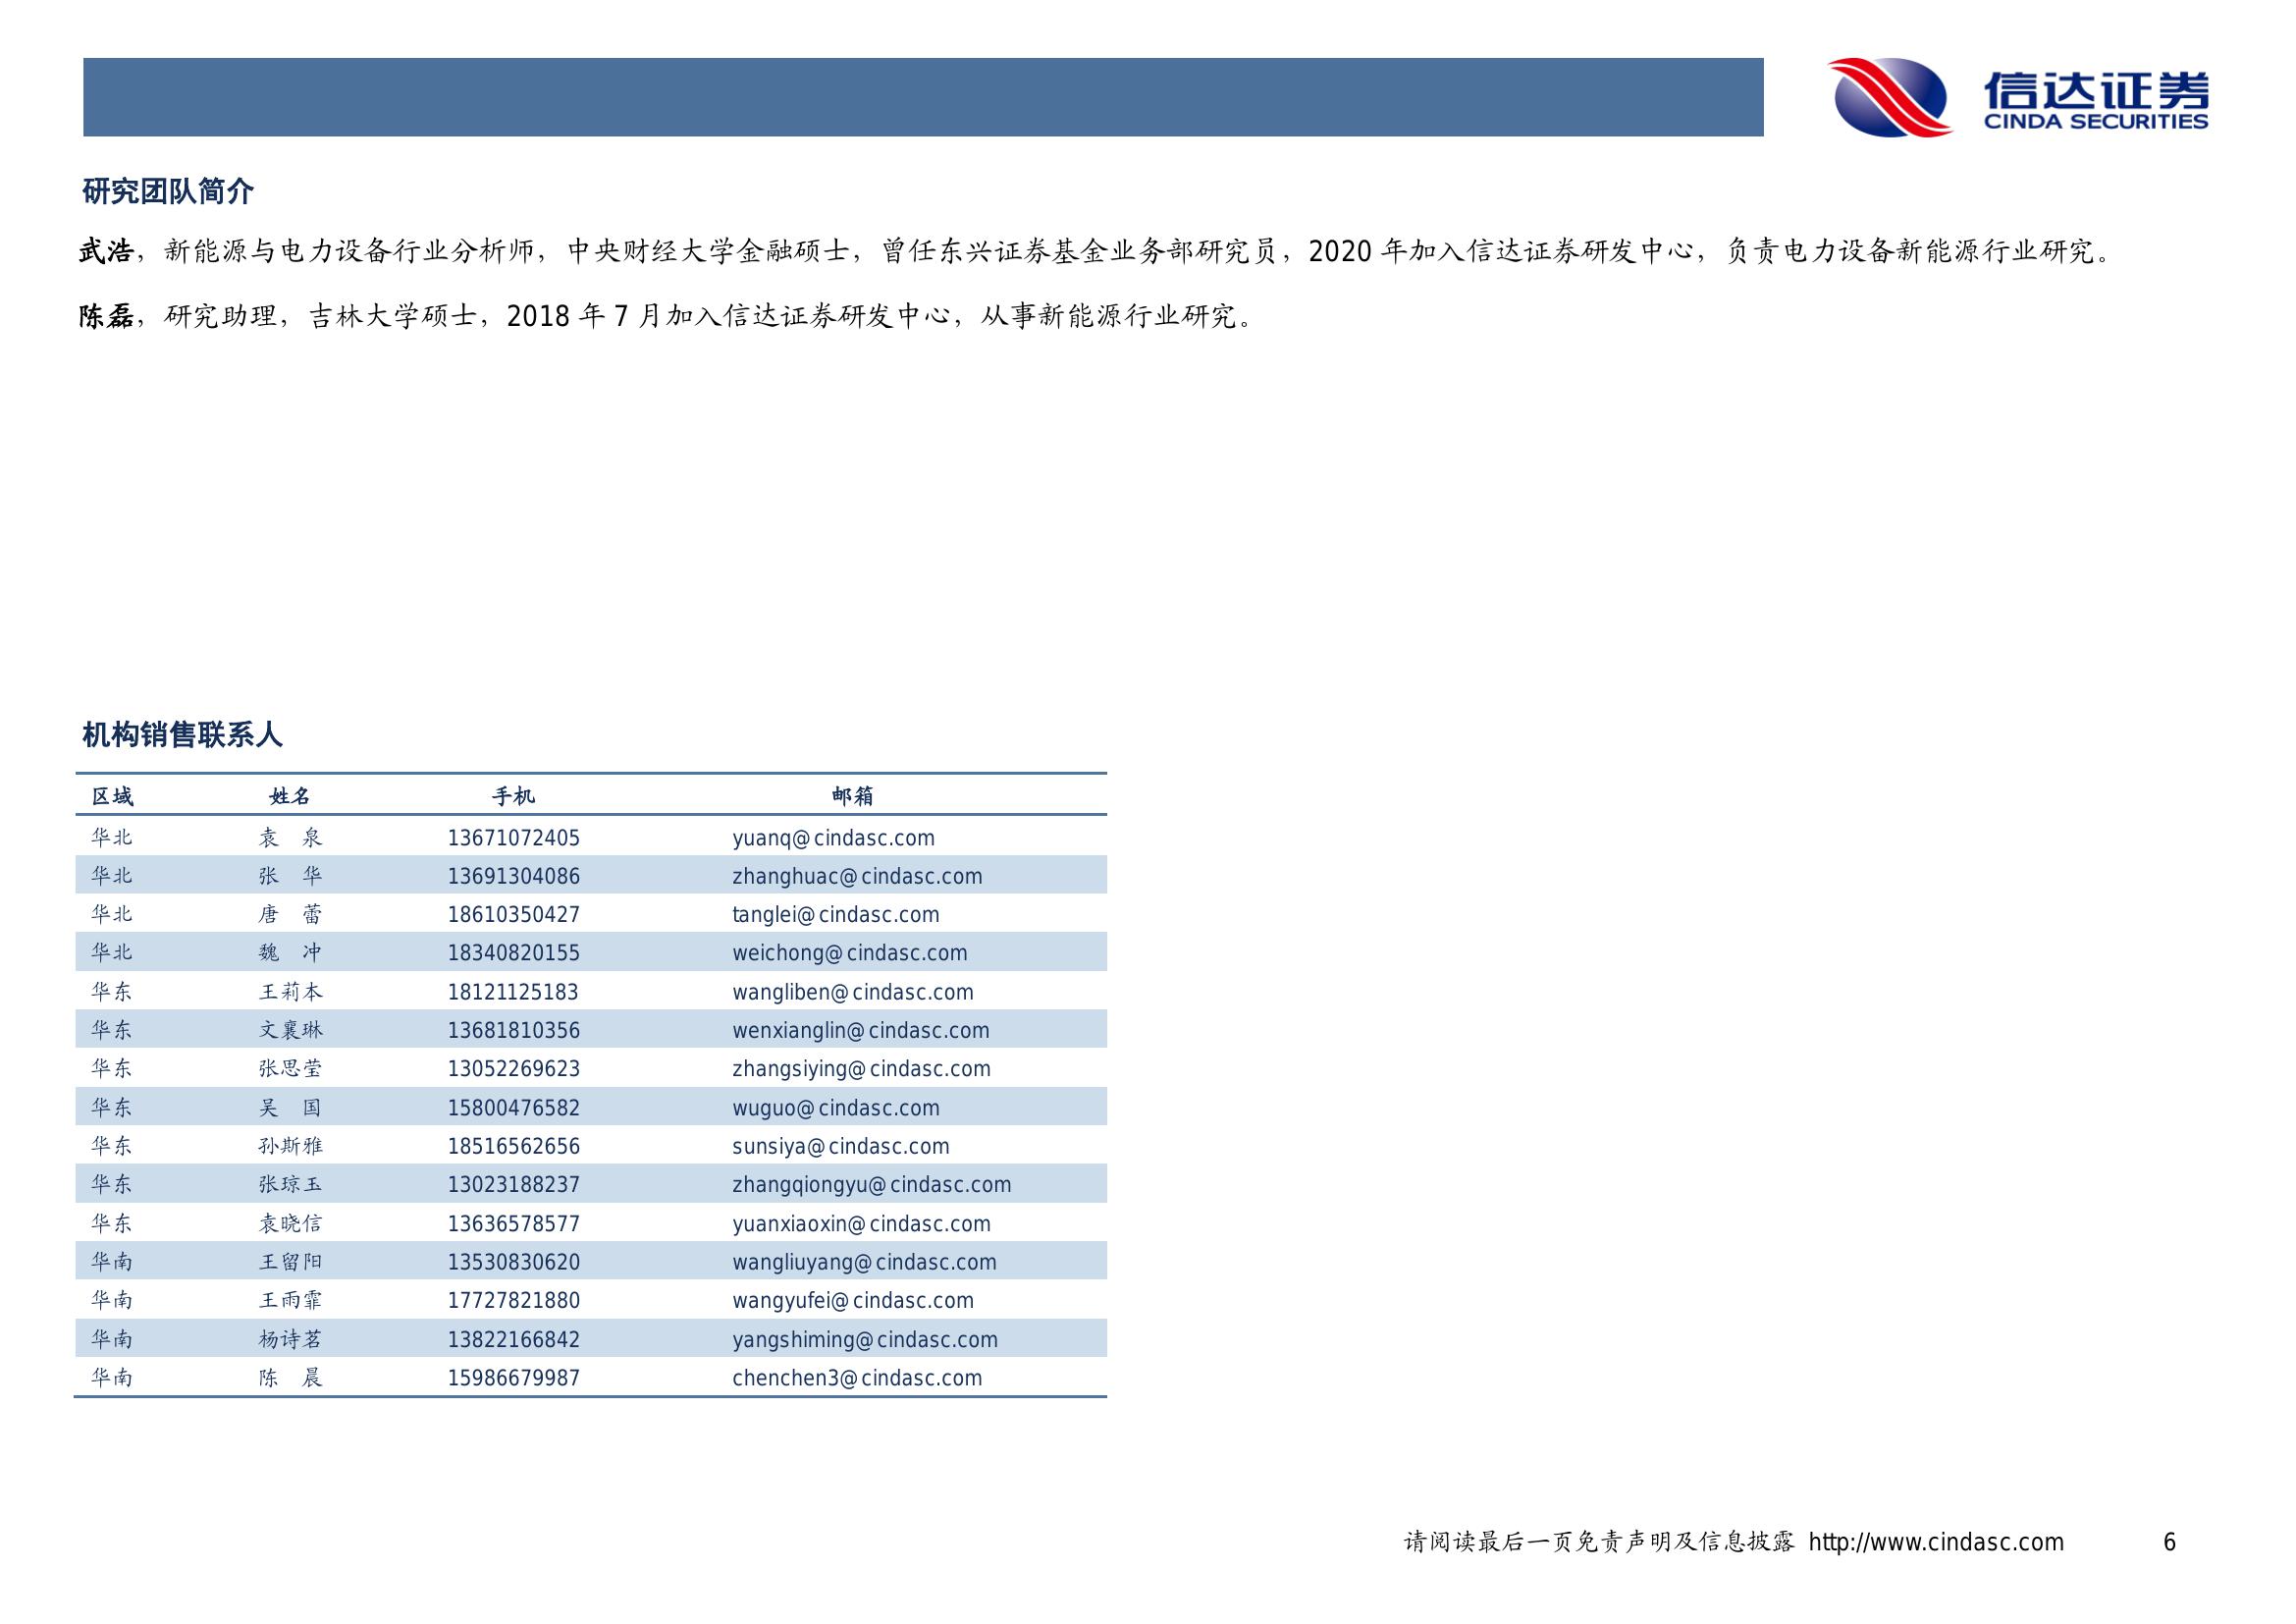 信达证券
CINDA SECURITIES
研究团队简介
武浩，新能源与电力设备行业分析师，中央财经大学金融硕士，曾任东兴证券基金业务部研究员，2020 年加入信达证券研发中心，负责电力设备新能源行业研究。
陈磊，研究助理，吉林大学硕士，2018 年 7 月加入信达证券研发中心，从事新能源行业研究。
机构销售联系人
区域 姓名 手机 邮箱
华北 袁 泉 13671072405 yuanq@cindasc.com
华北 张 华 13691304086 zhanghuac@cindasc.com
华北 唐 蕾 18610350427 tanglei@cindasc.com
华北 魏 冲 18340820155 weichong@cindasc.com
华东 王莉本 18121125183 wangliben@cindasc.com
华东 文襄琳 13681810356 wenxianglin@cindasc.com
华东 张思莹 13052269623 zhangsiying@cindasc.com
华东 吴 国 15800476582 wuguo@cindasc.com
华东 孙斯雅 18516562656 sunsiya@cindasc.com
华东 张琼玉 13023188237 zhangqiongyu@cindasc.com
华东 袁晓信 13636578577 yuanxiaoxin@cindasc.com
华南 王留阳 13530830620 wangliuyang@cindasc.com
华南 王雨霏 17727821880 wangyufei@cindasc.com
华南 杨诗茗 13822166842 yangshiming@cindasc.com
华南 陈 晨 15986679987 chenchen3@cindasc.com
请阅读最后一页免责声明及信息披露 http://www.cindasc.com 6